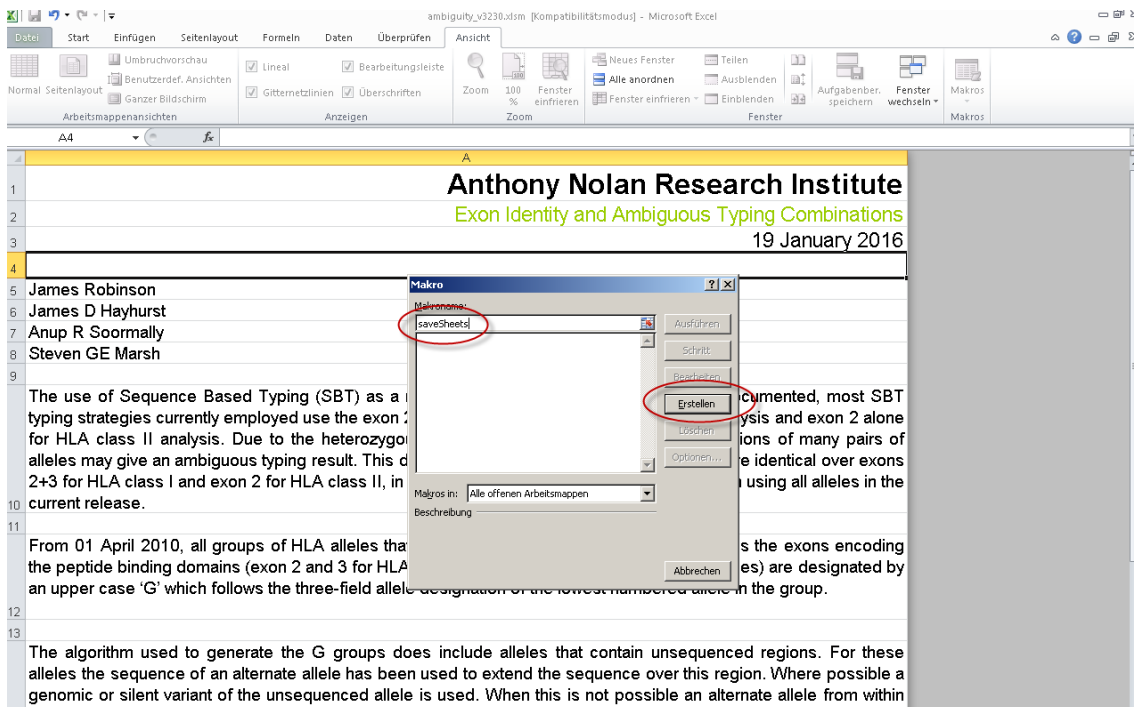 ambiguity_v3230.xlsm [Kompatibilitätsmodus] - Microsoft Excel
Datei Start Einfügen Seitenlayout Formeln Daten Überprüfen Ansicht
Normal Seitenlayout
Umbruchvorschau
Benutzerdef. Ansichten
Ganzer Bildschirm
Arbeitsmappenansichten
Lineal Bearbeitungsleiste
Gitternetzlinien Überschriften
Anzeigen
Zoom 100 % Fenster einfrieren
Zoom
Neues Fenster
Alle anordnen
Fenster einfrieren
Teilen
Ausblenden
Einblenden
Aufgabenber. speichern
Fenster wechseln
Fenster
Makros
Makros
A4 fx
A
1 Anthony Nolan Research Institute
2 Exon Identity and Ambiguous Typing Combinations
3 19 January 2016
4
5 James Robinson
6 James D Hayhurst
7 Anup R Soormally
8 Steven GE Marsh
9
The use of Sequence Based Typing (SBT) as a cumented, most SBT
typing strategies currently employed use the exon ysis and exon 2 alone
for HLA class II analysis. Due to the heterozygo ions of many pairs of
alleles may give an ambiguous typing result. This d e identical over exons
2+3 for HLA class I and exon 2 for HLA class II, in using all alleles in the
10 current release.
11
From 01 April 2010, all groups of HLA alleles tha s the exons encoding
the peptide binding domains (exon 2 and 3 for HLA es) are designated by
an upper case 'G' which follows the three-field allele designation of the lowest numbered allele in the group.
12
13
The algorithm used to generate the G groups does include alleles that contain unsequenced regions. For these
alleles the sequence of an alternate allele has been used to extend the sequence over this region. Where possible a
genomic or silent variant of the unsequenced allele is used. When this is not possible an alternate allele from within
Makro
Makroname:
saveSheets
Ausführen
Schritt
Bearbeiten
Erstellen
Löschen
Optionen...
Makros in: Alle offenen Arbeitsmappen
Beschreibung
Abbrechen